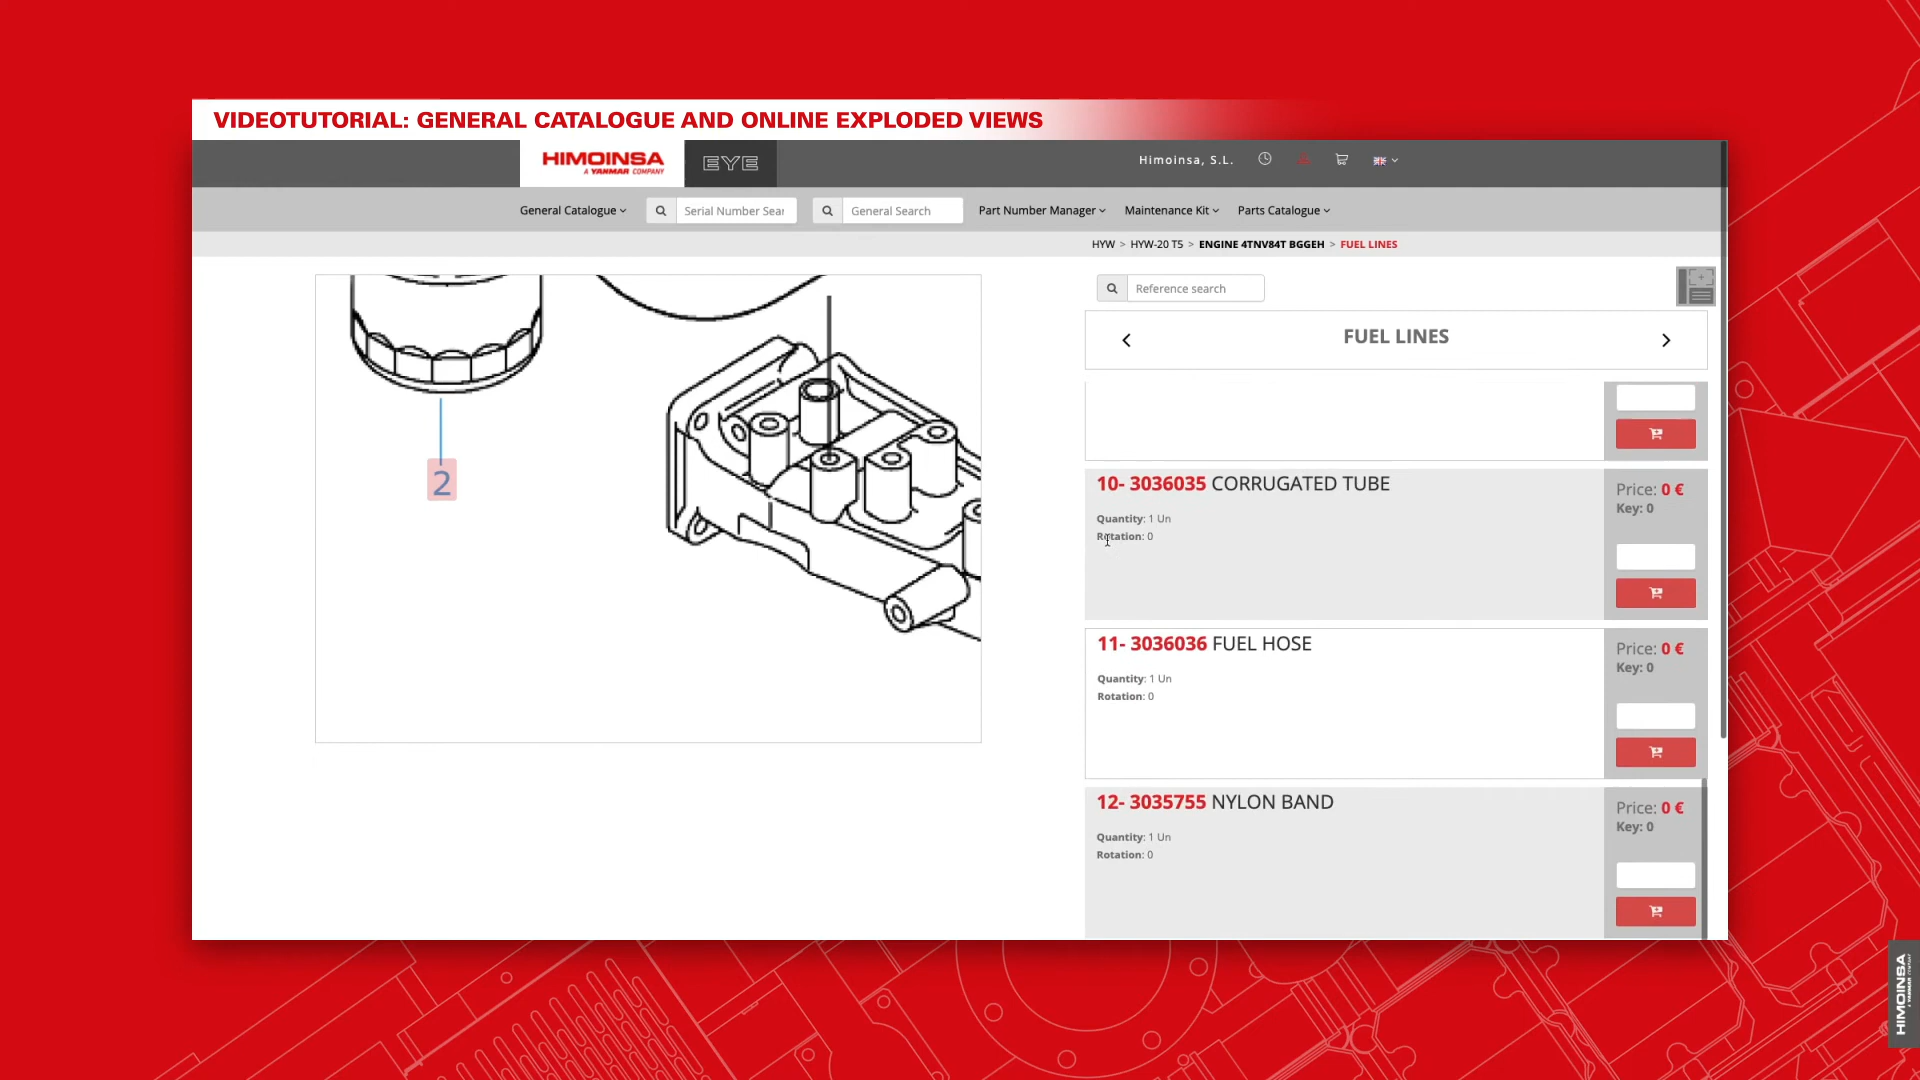 VIDEOTUTORIAL: GENERAL CATALOGUE AND ONLINE EXPLODED VIEWS
HIMOINSA
A YANMAR COMPANY
EYE
Himoinsa, S.L.
General Catalogue
Serial Number Sear
General Search
Part Number Manager
Maintenance Kit
Parts Catalogue
HYW > HYW-20 T5 > ENGINE 4TNV84T BGGEH > FUEL LINES
2
Reference search
FUEL LINES
10- 3036035 CORRUGATED TUBE
Quantity: 1 Un
Rotation: 0
Price: 0 €
Key: 0
11- 3036036 FUEL HOSE
Quantity: 1 Un
Rotation: 0
Price: 0 €
Key: 0
12- 3035755 NYLON BAND
Quantity: 1 Un
Rotation: 0
Price: 0 €
Key: 0
HIMOINSA
A YANMAR COMPANY